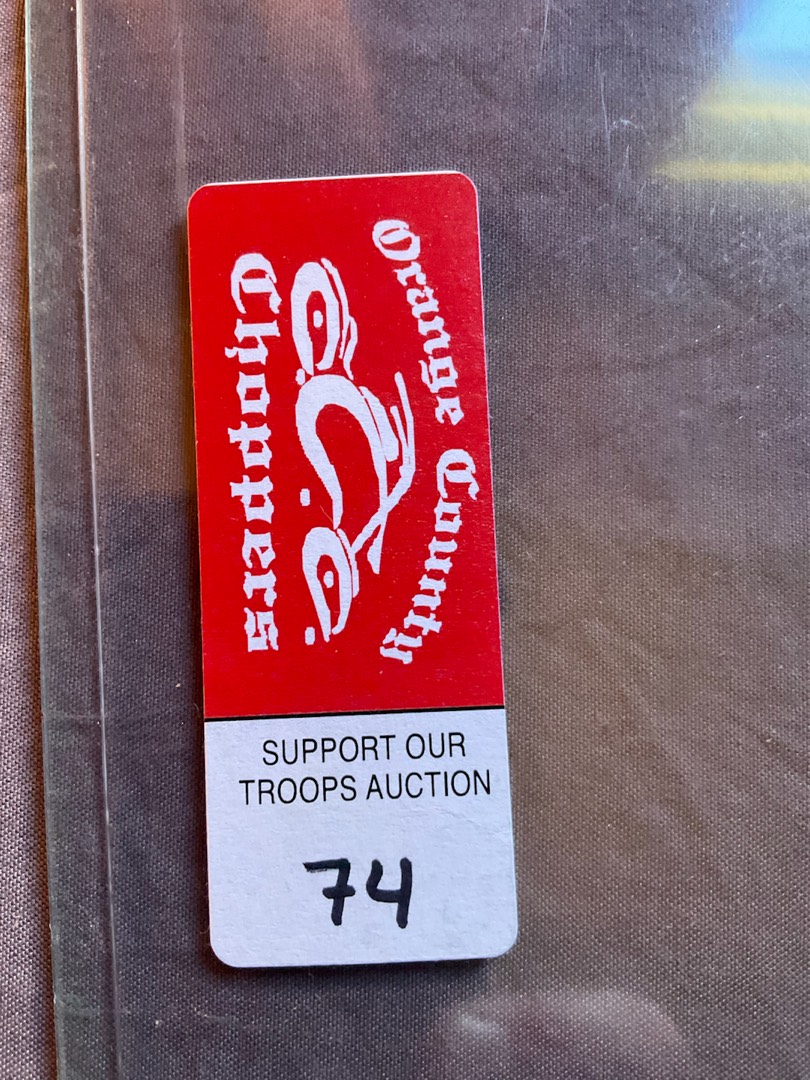 Orange County
Choppers
SUPPORT OUR
TROOPS AUCTION
74